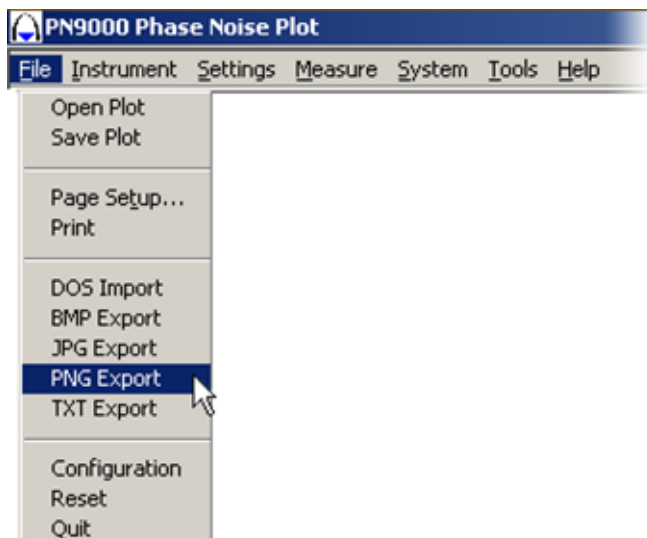 PN9000 Phase Noise Plot
File Instrument Settings Measure System Tools Help
Open Plot
Save Plot
Page Setup...
Print
DOS Import
BMP Export
JPG Export
PNG Export
TXT Export
Configuration
Reset
Quit